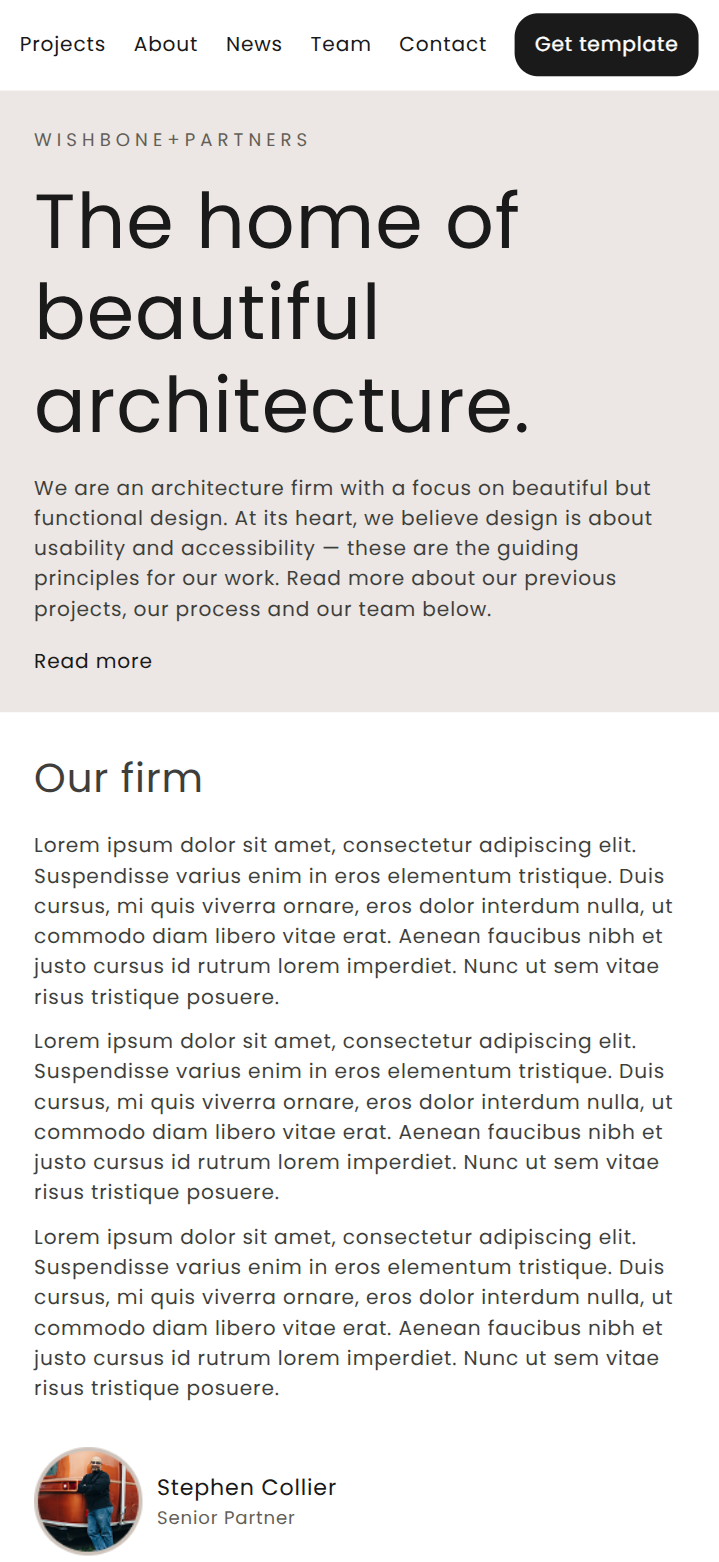 Projects About News Team Contact Get template
WISHBONE+PARTNERS
The home of
beautiful
architecture.
We are an architecture firm with a focus on beautiful but
functional design. At its heart, we believe design is about
usability and accessibility — these are the guiding
principles for our work. Read more about our previous
projects, our process and our team below.
Read more
Our firm
Lorem ipsum dolor sit amet, consectetur adipiscing elit.
Suspendisse varius enim in eros elementum tristique. Duis
cursus, mi quis viverra ornare, eros dolor interdum nulla, ut
commodo diam libero vitae erat. Aenean faucibus nibh et
justo cursus id rutrum lorem imperdiet. Nunc ut sem vitae
risus tristique posuere.
Lorem ipsum dolor sit amet, consectetur adipiscing elit.
Suspendisse varius enim in eros elementum tristique. Duis
cursus, mi quis viverra ornare, eros dolor interdum nulla, ut
commodo diam libero vitae erat. Aenean faucibus nibh et
justo cursus id rutrum lorem imperdiet. Nunc ut sem vitae
risus tristique posuere.
Lorem ipsum dolor sit amet, consectetur adipiscing elit.
Suspendisse varius enim in eros elementum tristique. Duis
cursus, mi quis viverra ornare, eros dolor interdum nulla, ut
commodo diam libero vitae erat. Aenean faucibus nibh et
justo cursus id rutrum lorem imperdiet. Nunc ut sem vitae
risus tristique posuere.
Stephen Collier
Senior Partner